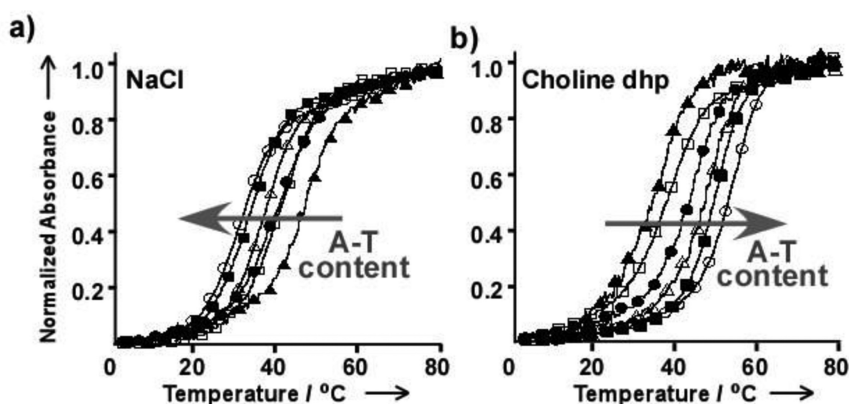 a)
NaCl
Normalized Absorbance
1.0
0.8
0.6
0.4
0.2
A-T
content
0
20
40
60
80
Temperature / ºC
b)
Choline dhp
1.0
0.8
0.6
0.4
0.2
A-T
content
0
20
40
60
80
Temperature / ºC